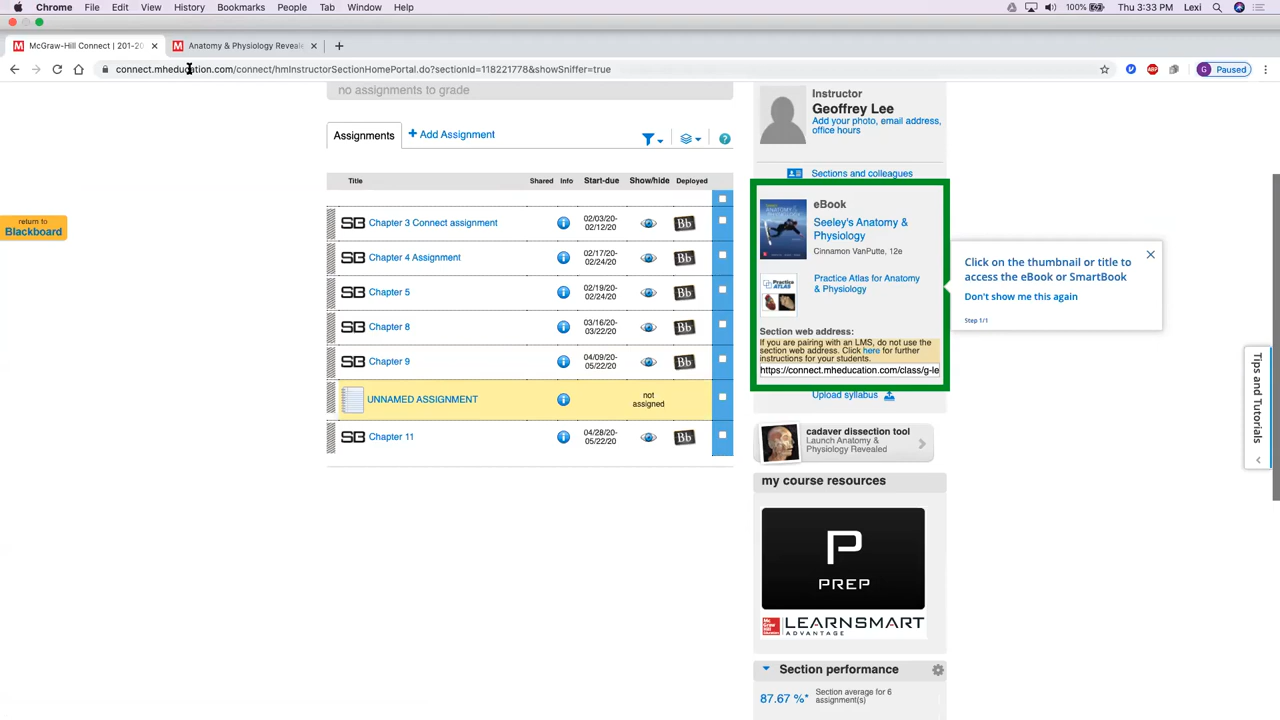 Chrome File Edit View History Bookmarks People Tab Window Help 100% Thu 3:33 PM Lexi
McGraw-Hill Connect | 201-20
Anatomy & Physiology Reveale
connect.mheducation.com/connect/hmInstructorSectionHomePortal.do?sectionId=118221778&showSniffer=true
G Paused
no assignments to grade
Assignments
Add Assignment
Title Shared Info Start-due Show/hide Deployed
SB Chapter 3 Connect assignment 02/03/20-
02/12/20 Bb
SB Chapter 4 Assignment 02/17/20-
02/24/20 Bb
SB Chapter 5 02/19/20-
02/24/20 Bb
SB Chapter 8 03/16/20-
03/22/20 Bb
SB Chapter 9 04/09/20-
05/22/20 Bb
UNNAMED ASSIGNMENT not
assigned
SB Chapter 11 04/28/20-
05/22/20 Bb
return to
Blackboard
Instructor
Geoffrey Lee
Add your photo, email address,
office hours
Sections and colleagues
eBook
Seeley's Anatomy &
Physiology
Cinnamon VanPutte, 12e
Practice
ATLAS
Practice Atlas for Anatomy
& Physiology
Section web address:
If you are pairing with an LMS, do not use the
section web address. Click here for further
instructions for your students.
https://connect.mheducation.com/class/g-le
Upload syllabus
cadaver dissection tool
Launch Anatomy &
Physiology Revealed
my course resources
P
PREP
LEARNSMART
ADVANTAGE
Section performance
87.67 %*
Section average for 6
assignment(s)
Click on the thumbnail or title to
access the eBook or SmartBook
Don't show me this again
Step 1/1
Tips and Tutorials